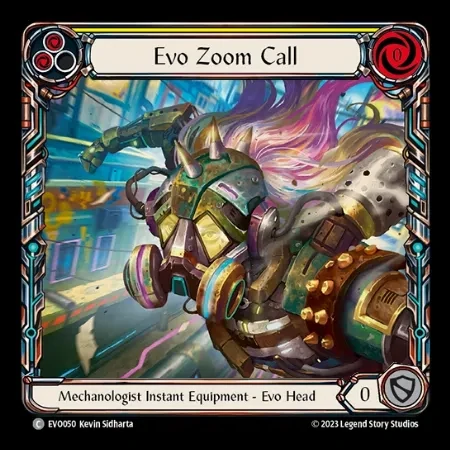 Evo Zoom Call
0
Mechanologist Instant Equipment - Evo Head
0
C EVO050 Kevin Sidharta
© 2023 Legend Story Studios